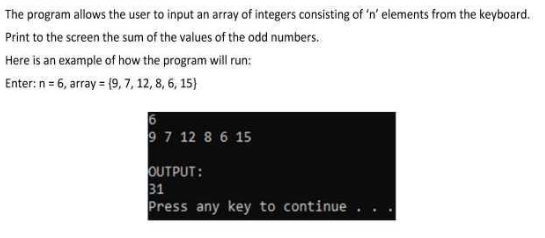 The program allows the user to input an array of integers consisting of 'n' elements from the keyboard.
Print to the screen the sum of the values of the odd numbers.
Here is an example of how the program will run:
Enter: n = 6, array = {9, 7, 12, 8, 6, 15}
6
9 7 12 8 6 15
OUTPUT:
31
Press any key to continue . . .